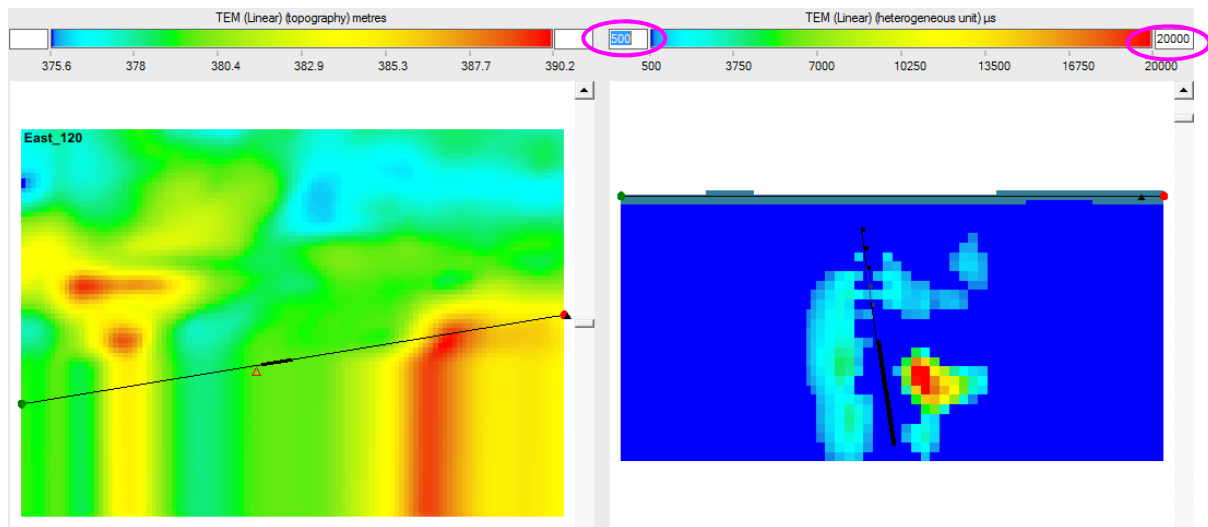 TEM (Linear) (topography) metres
375.6 378 380.4 382.9 385.3 387.7 390.2
TEM (Linear) (heterogeneous unit) µs
500 20000
500 3750 7000 10250 13500 16750 20000
East_120